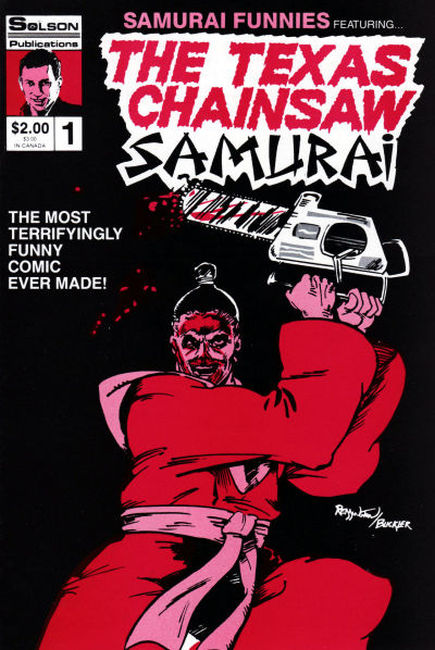 SOLSON
Publications
SAMURAI FUNNIES FEATURING...
THE TEXAS
CHAINSAW
SAMURAi
$2.00
$3.00
IN CANADA
1
THE MOST
TERRIFYINGLY
FUNNY
COMIC
EVER MADE!
BUCKLER